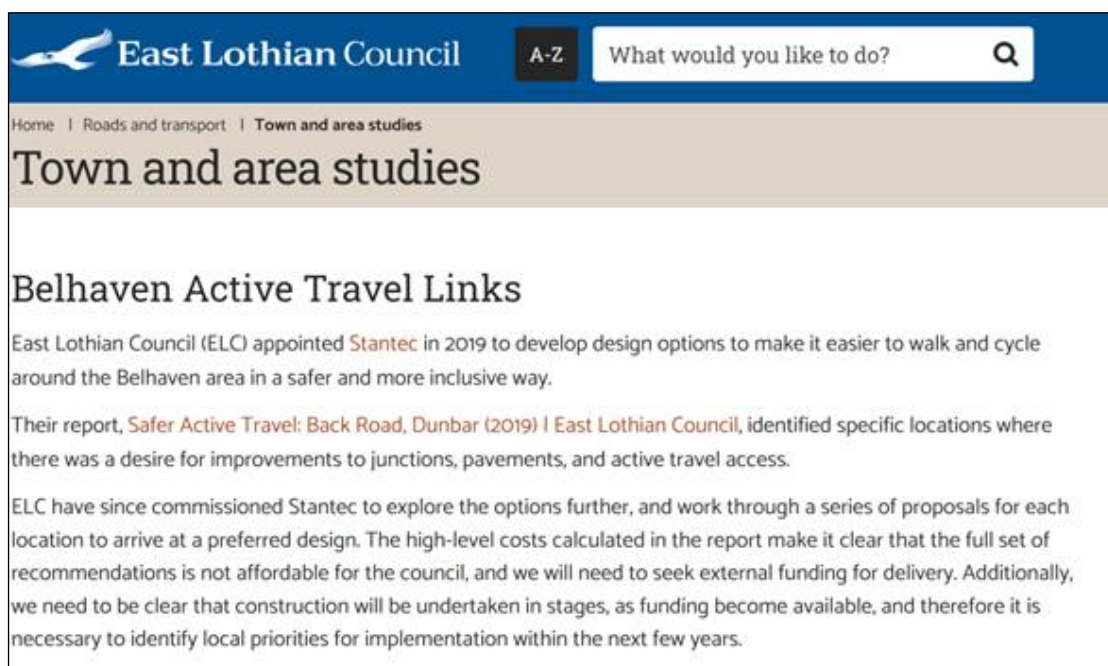 East Lothian Council
A-Z
What would you like to do?
Home | Roads and transport | Town and area studies
Town and area studies
Belhaven Active Travel Links
East Lothian Council (ELC) appointed Stantec in 2019 to develop design options to make it easier to walk and cycle
around the Belhaven area in a safer and more inclusive way.
Their report, Safer Active Travel: Back Road, Dunbar (2019) | East Lothian Council, identified specific locations where
there was a desire for improvements to junctions, pavements, and active travel access.
ELC have since commissioned Stantec to explore the options further, and work through a series of proposals for each
location to arrive at a preferred design. The high-level costs calculated in the report make it clear that the full set of
recommendations is not affordable for the council, and we will need to seek external funding for delivery. Additionally,
we need to be clear that construction will be undertaken in stages, as funding become available, and therefore it is
necessary to identify local priorities for implementation within the next few years.